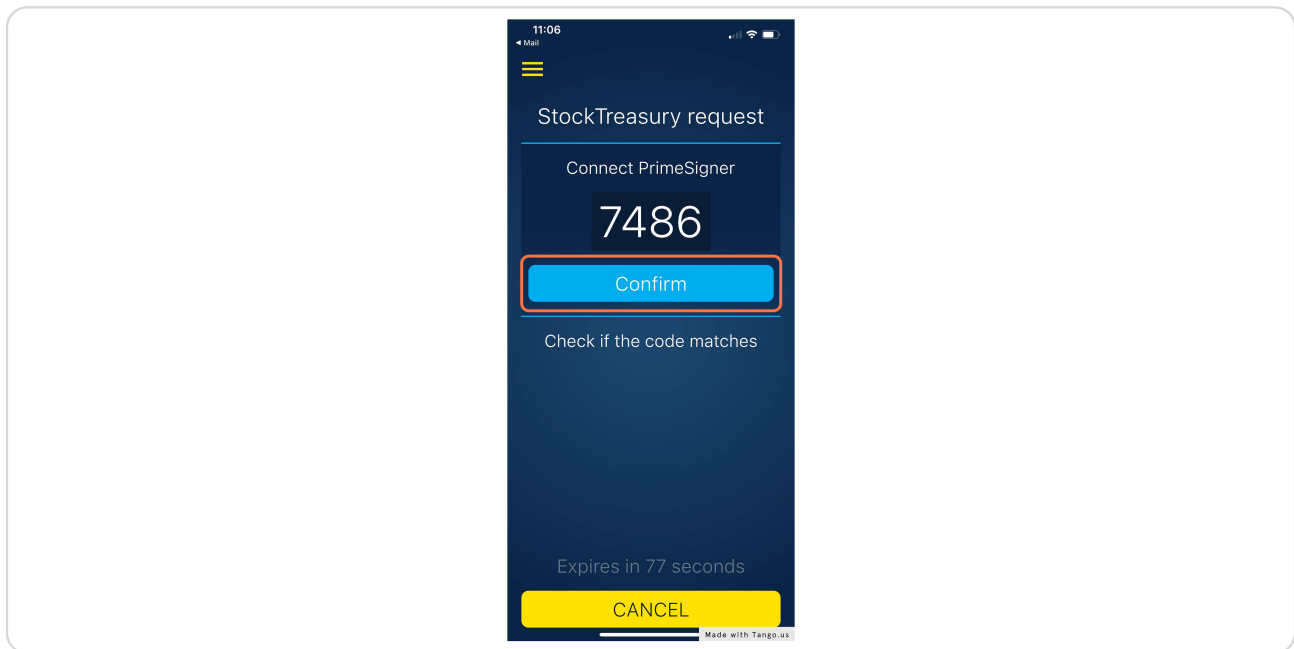 11:06
◀ Mail
StockTreasury request
Connect PrimeSigner
7486
Confirm
Check if the code matches
Expires in 77 seconds
CANCEL
Made with Tango.us